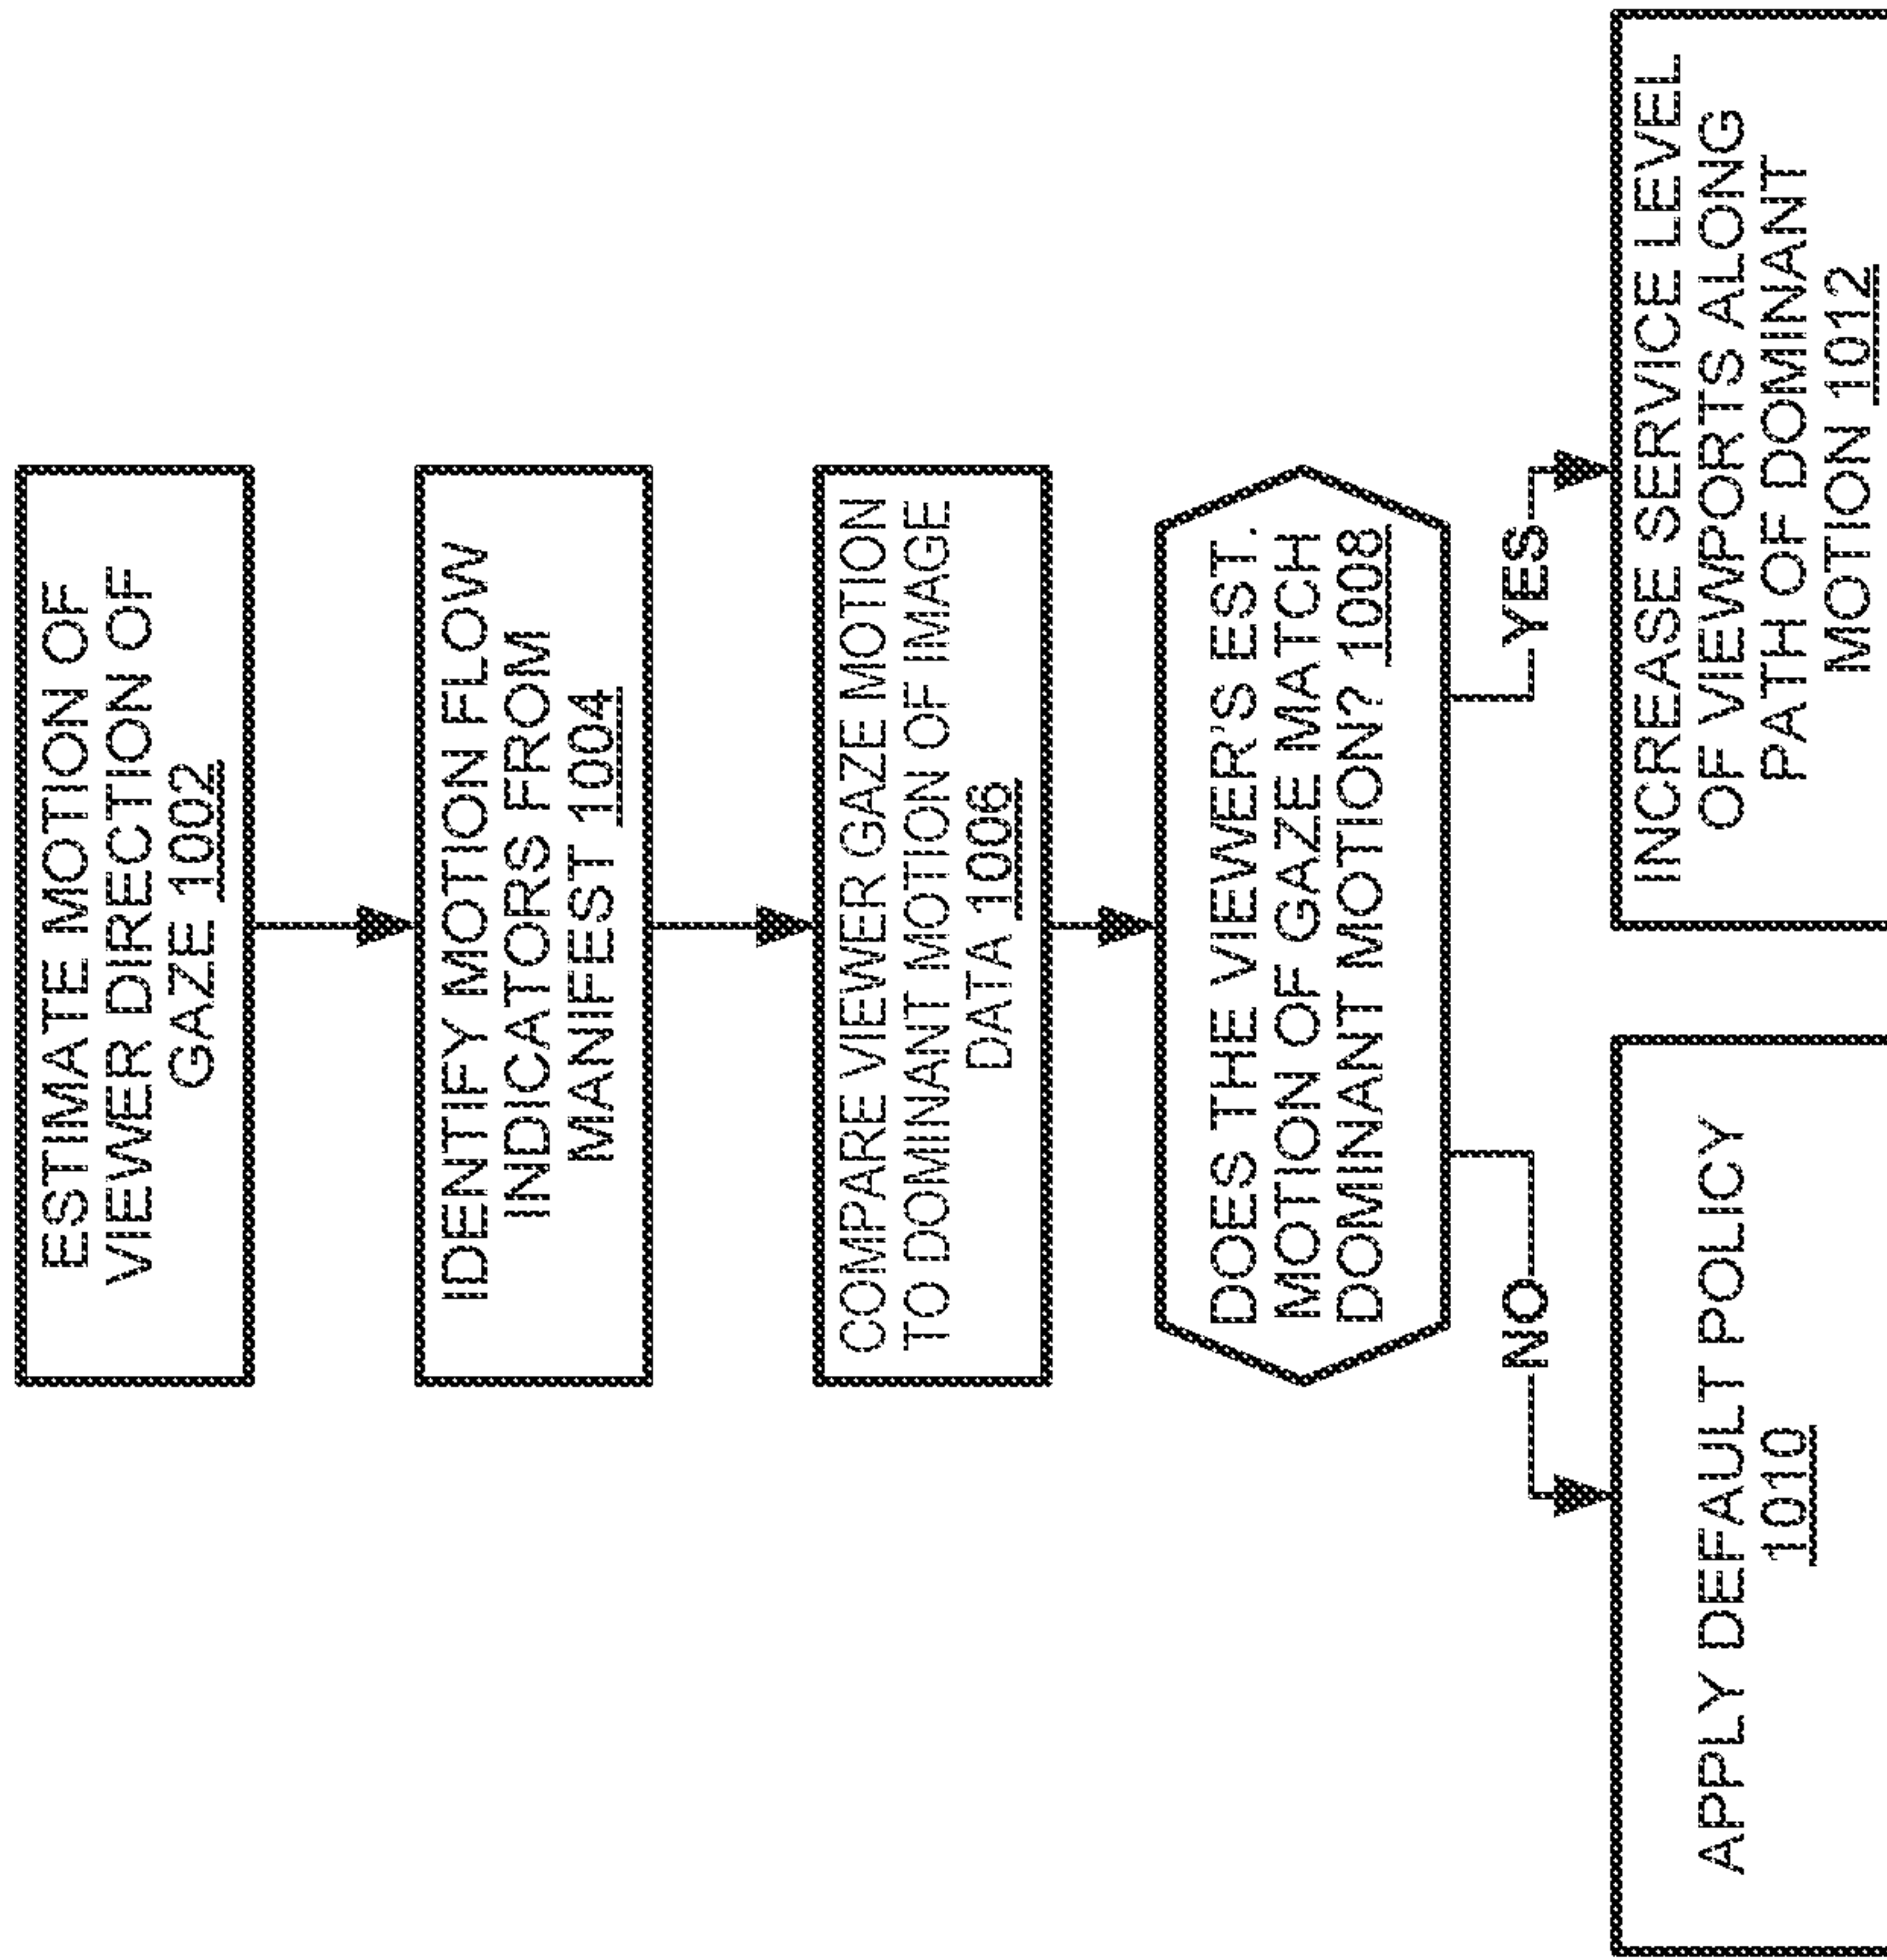 ESTIMATE MOTION OF
VIEWER DIRECTION OF
GAZE 1002
IDENTIFY MOTION FLOW
INDICATORS FROM
MANIFEST 1004
COMPARE VIEWER GAZE MOTION
TO DOMINANT MOTION OF IMAGE
DATA 1006
DOES THE VIEWER'S EST.
MOTION OF GAZE MATCH
DOMINANT MOTION? 1008
NO
YES
APPLY DEFAULT POLICY
1010
INCREASE SERVICE LEVEL
OF VIEWPORTS ALONG
PATH OF DOMINANT
MOTION 1012